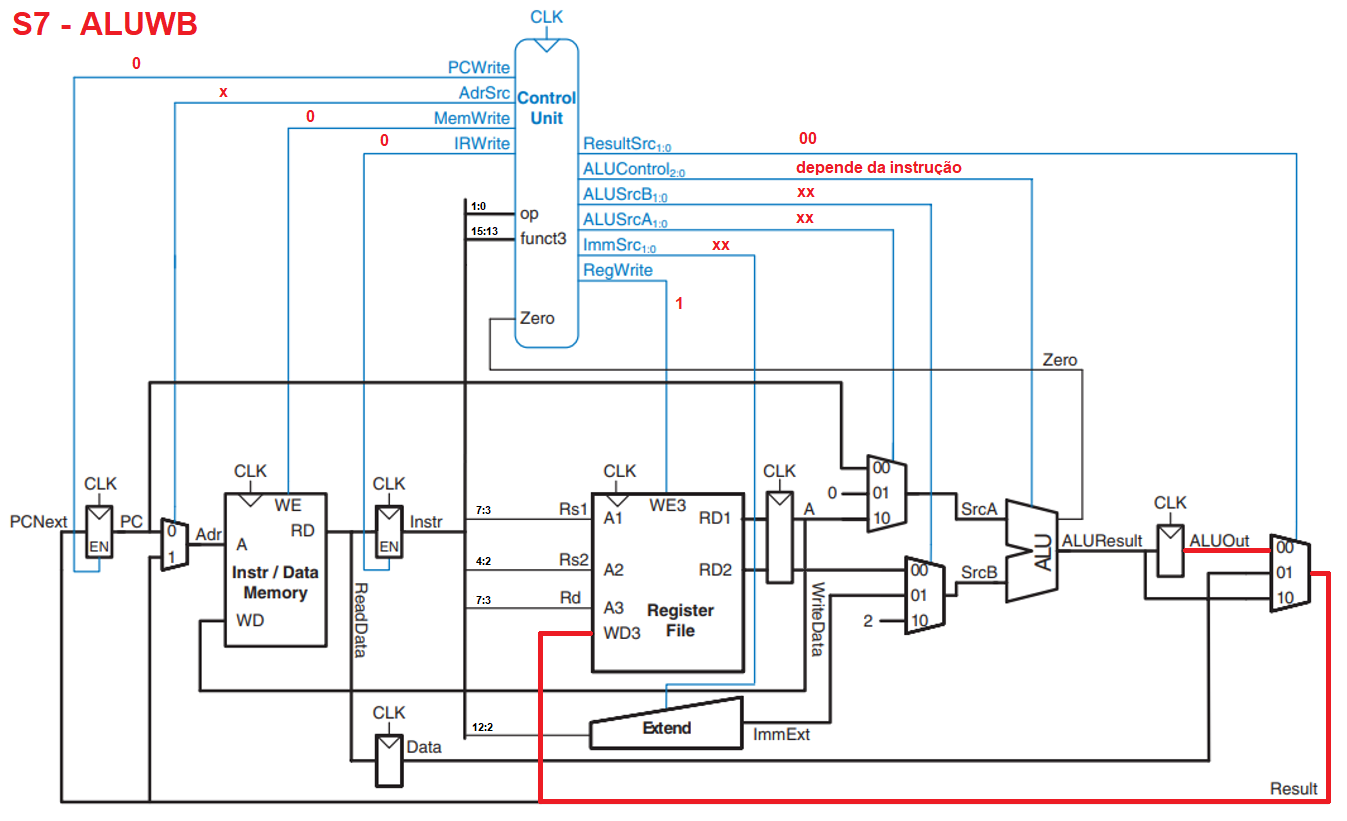 S7 - ALUWB
CLK
0
PCWrite
x
AdrSrc
Control
Unit
0
MemWrite
0
IRWrite
ResultSrc1:0
00
ALUControl2:0
depende da instrução
ALUSrcB1:0
xx
ALUSrcA1:0
xx
ImmSrc1:0
xx
RegWrite
1
1:0
op
15:13
funct3
Zero
Zero
CLK
CLK
CLK
CLK
CLK
CLK
PCNext
EN
PC
0
1
Adr
WE
RD
A
Instr / Data
Memory
WD
EN
Instr
ReadData
7:3
Rs1
A1
WE3
RD1
4:2
Rs2
A2
RD2
7:3
Rd
A3
Register
File
WD3
A
WriteData
00
0
01
10
SrcA
00
01
2
10
SrcB
ALU
ALUResult
ALUOut
00
01
10
12:2
Extend
ImmExt
CLK
Data
Result